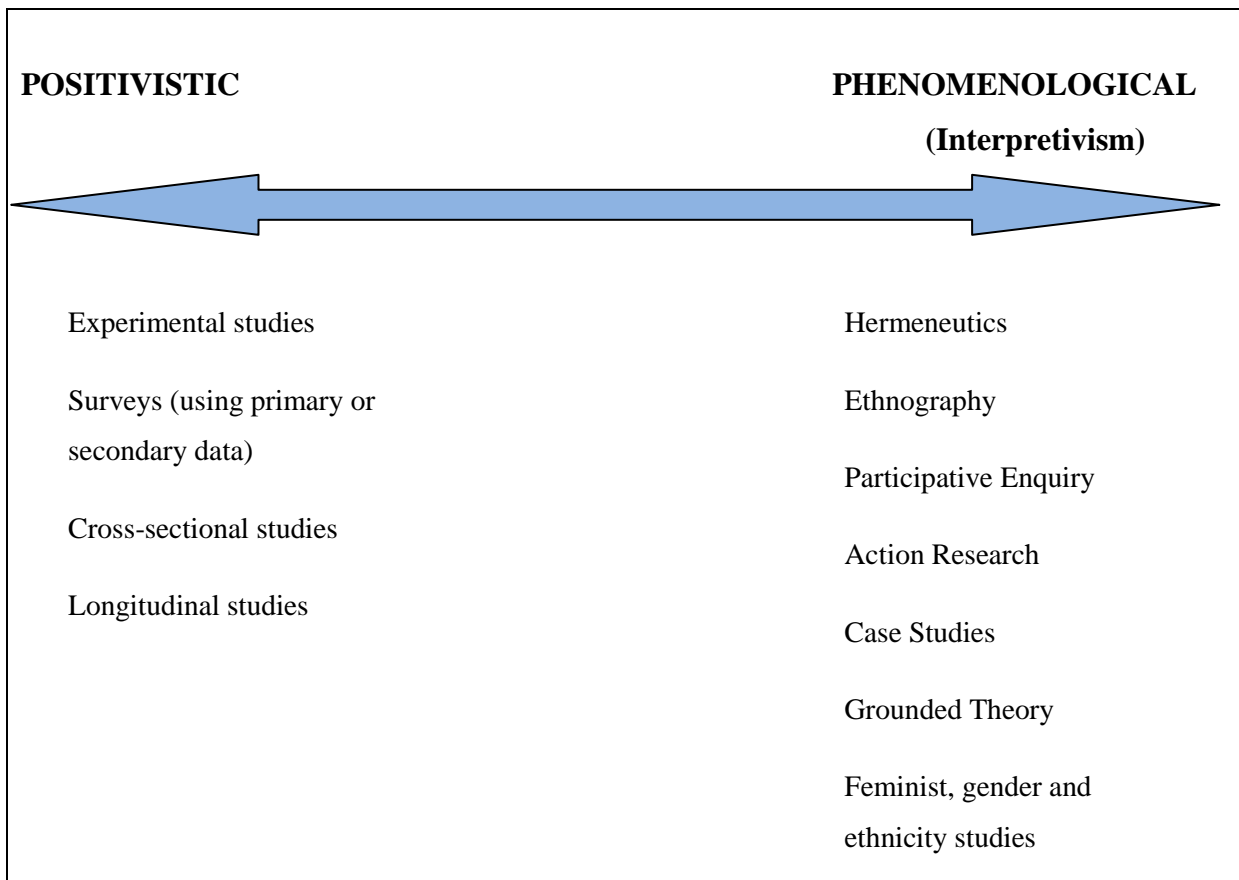 POSITIVISTIC
PHENOMENOLOGICAL
(Interpretivism)
Experimental studies
Surveys (using primary or
secondary data)
Cross-sectional studies
Longitudinal studies
Hermeneutics
Ethnography
Participative Enquiry
Action Research
Case Studies
Grounded Theory
Feminist, gender and
ethnicity studies